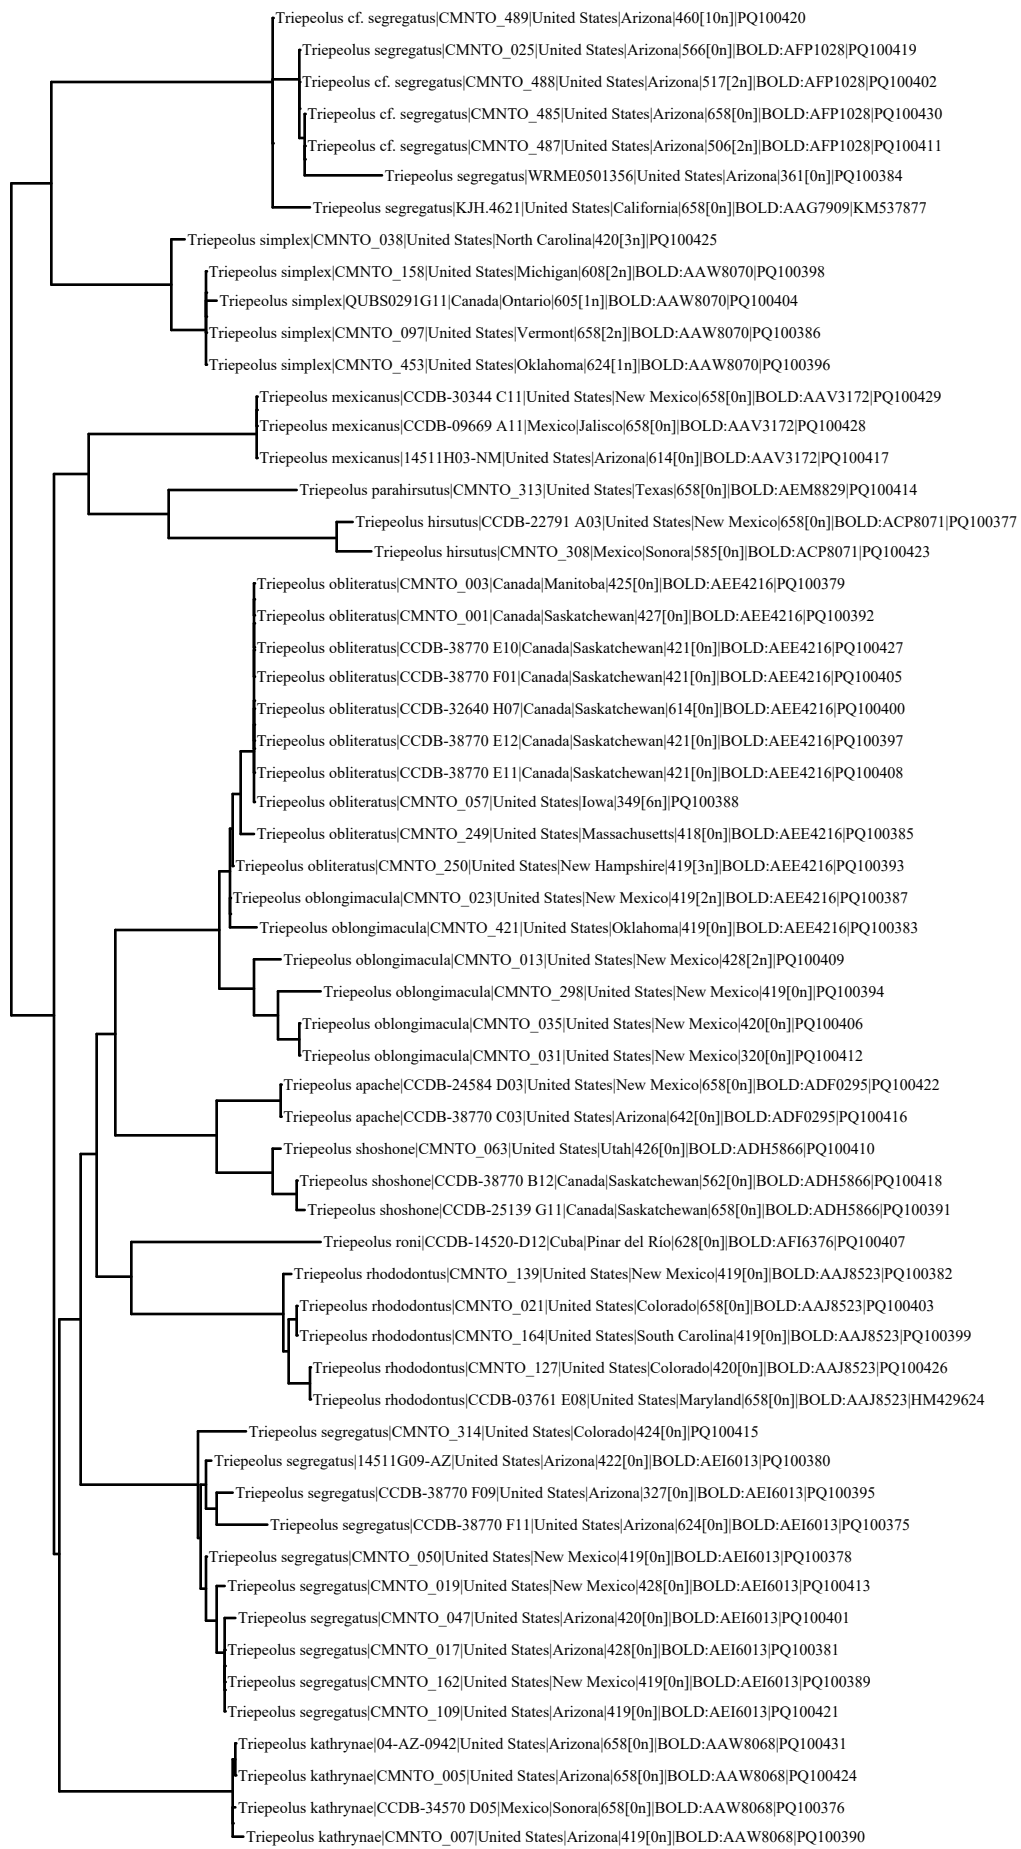 Triepeolus cf. segregatus|CMNTO_489|United States|Arizona|460[10n]|PQ100420
Triepeolus segregatus|CMNTO_025|United States|Arizona|566[0n]|BOLD:AFP1028|PQ100419
Triepeolus cf. segregatus|CMNTO_488|United States|Arizona|517[2n]|BOLD:AFP1028|PQ100402
Triepeolus cf. segregatus|CMNTO_485|United States|Arizona|658[0n]|BOLD:AFP1028|PQ100430
Triepeolus cf. segregatus|CMNTO_487|United States|Arizona|506[2n]|BOLD:AFP1028|PQ100411
Triepeolus segregatus|WRME0501356|United States|Arizona|361[0n]|PQ100384
Triepeolus segregatus|KJH.4621|United States|California|658[0n]|BOLD:AAG7909|KM537877
Triepeolus simplex|CMNTO_038|United States|North Carolina|420[3n]|PQ100425
Triepeolus simplex|CMNTO_158|United States|Michigan|608[2n]|BOLD:AAW8070|PQ100398
Triepeolus simplex|QUBS0291G11|Canada|Ontario|605[1n]|BOLD:AAW8070|PQ100404
Triepeolus simplex|CMNTO_097|United States|Vermont|658[2n]|BOLD:AAW8070|PQ100386
Triepeolus simplex|CMNTO_453|United States|Oklahoma|624[1n]|BOLD:AAW8070|PQ100396
Triepeolus mexicanus|CCDB-30344 C11|United States|New Mexico|658[0n]|BOLD:AAV3172|PQ100429
Triepeolus mexicanus|CCDB-09669 A11|Mexico|Jalisco|658[0n]|BOLD:AAV3172|PQ100428
Triepeolus mexicanus|14511H03-NM|United States|Arizona|614[0n]|BOLD:AAV3172|PQ100417
Triepeolus parahirsutus|CMNTO_313|United States|Texas|658[0n]|BOLD:AEM8829|PQ100414
Triepeolus hirsutus|CCDB-22791 A03|United States|New Mexico|658[0n]|BOLD:ACP8071|PQ100377
Triepeolus hirsutus|CMNTO_308|Mexico|Sonora|585[0n]|BOLD:ACP8071|PQ100423
Triepeolus obliteratus|CMNTO_003|Canada|Manitoba|425[0n]|BOLD:AEE4216|PQ100379
Triepeolus obliteratus|CMNTO_001|Canada|Saskatchewan|427[0n]|BOLD:AEE4216|PQ100392
Triepeolus obliteratus|CCDB-38770 E10|Canada|Saskatchewan|421[0n]|BOLD:AEE4216|PQ100427
Triepeolus obliteratus|CCDB-38770 F01|Canada|Saskatchewan|421[0n]|BOLD:AEE4216|PQ100405
Triepeolus obliteratus|CCDB-32640 H07|Canada|Saskatchewan|614[0n]|BOLD:AEE4216|PQ100400
Triepeolus obliteratus|CCDB-38770 E12|Canada|Saskatchewan|421[0n]|BOLD:AEE4216|PQ100397
Triepeolus obliteratus|CCDB-38770 E11|Canada|Saskatchewan|421[0n]|BOLD:AEE4216|PQ100408
Triepeolus obliteratus|CMNTO_057|United States|Iowa|349[6n]|PQ100388
Triepeolus obliteratus|CMNTO_249|United States|Massachusetts|418[0n]|BOLD:AEE4216|PQ100385
Triepeolus obliteratus|CMNTO_250|United States|New Hampshire|419[3n]|BOLD:AEE4216|PQ100393
Triepeolus oblongimacula|CMNTO_023|United States|New Mexico|419[2n]|BOLD:AEE4216|PQ100387
Triepeolus oblongimacula|CMNTO_421|United States|Oklahoma|419[0n]|BOLD:AEE4216|PQ100383
Triepeolus oblongimacula|CMNTO_013|United States|New Mexico|428[2n]|PQ100409
Triepeolus oblongimacula|CMNTO_298|United States|New Mexico|419[0n]|PQ100394
Triepeolus oblongimacula|CMNTO_035|United States|New Mexico|420[0n]|PQ100406
Triepeolus oblongimacula|CMNTO_031|United States|New Mexico|320[0n]|PQ100412
Triepeolus apache|CCDB-24584 D03|United States|New Mexico|658[0n]|BOLD:ADF0295|PQ100422
Triepeolus apache|CCDB-38770 C03|United States|Arizona|642[0n]|BOLD:ADF0295|PQ100416
Triepeolus shoshone|CMNTO_063|United States|Utah|426[0n]|BOLD:ADH5866|PQ100410
Triepeolus shoshone|CCDB-38770 B12|Canada|Saskatchewan|562[0n]|BOLD:ADH5866|PQ100418
Triepeolus shoshone|CCDB-25139 G11|Canada|Saskatchewan|658[0n]|BOLD:ADH5866|PQ100391
Triepeolus roni|CCDB-14520-D12|Cuba|Pinar del Río|628[0n]|BOLD:AFI6376|PQ100407
Triepeolus rhododontus|CMNTO_139|United States|New Mexico|419[0n]|BOLD:AAJ8523|PQ100382
Triepeolus rhododontus|CMNTO_021|United States|Colorado|658[0n]|BOLD:AAJ8523|PQ100403
Triepeolus rhododontus|CMNTO_164|United States|South Carolina|419[0n]|BOLD:AAJ8523|PQ100399
Triepeolus rhododontus|CMNTO_127|United States|Colorado|420[0n]|BOLD:AAJ8523|PQ100426
Triepeolus rhododontus|CCDB-03761 E08|United States|Maryland|658[0n]|BOLD:AAJ8523|HM429624
Triepeolus segregatus|CMNTO_314|United States|Colorado|424[0n]|PQ100415
Triepeolus segregatus|14511G09-AZ|United States|Arizona|422[0n]|BOLD:AEI6013|PQ100380
Triepeolus segregatus|CCDB-38770 F09|United States|Arizona|327[0n]|BOLD:AEI6013|PQ100395
Triepeolus segregatus|CCDB-38770 F11|United States|Arizona|624[0n]|BOLD:AEI6013|PQ100375
Triepeolus segregatus|CMNTO_050|United States|New Mexico|419[0n]|BOLD:AEI6013|PQ100378
Triepeolus segregatus|CMNTO_019|United States|New Mexico|428[0n]|BOLD:AEI6013|PQ100413
Triepeolus segregatus|CMNTO_047|United States|Arizona|420[0n]|BOLD:AEI6013|PQ100401
Triepeolus segregatus|CMNTO_017|United States|Arizona|428[0n]|BOLD:AEI6013|PQ100381
Triepeolus segregatus|CMNTO_162|United States|New Mexico|419[0n]|BOLD:AEI6013|PQ100389
Triepeolus segregatus|CMNTO_109|United States|Arizona|419[0n]|BOLD:AEI6013|PQ100421
Triepeolus kathrynae|04-AZ-0942|United States|Arizona|658[0n]|BOLD:AAW8068|PQ100431
Triepeolus kathrynae|CMNTO_005|United States|Arizona|658[0n]|BOLD:AAW8068|PQ100424
Triepeolus kathrynae|CCDB-34570 D05|Mexico|Sonora|658[0n]|BOLD:AAW8068|PQ100376
Triepeolus kathrynae|CMNTO_007|United States|Arizona|419[0n]|BOLD:AAW8068|PQ100390